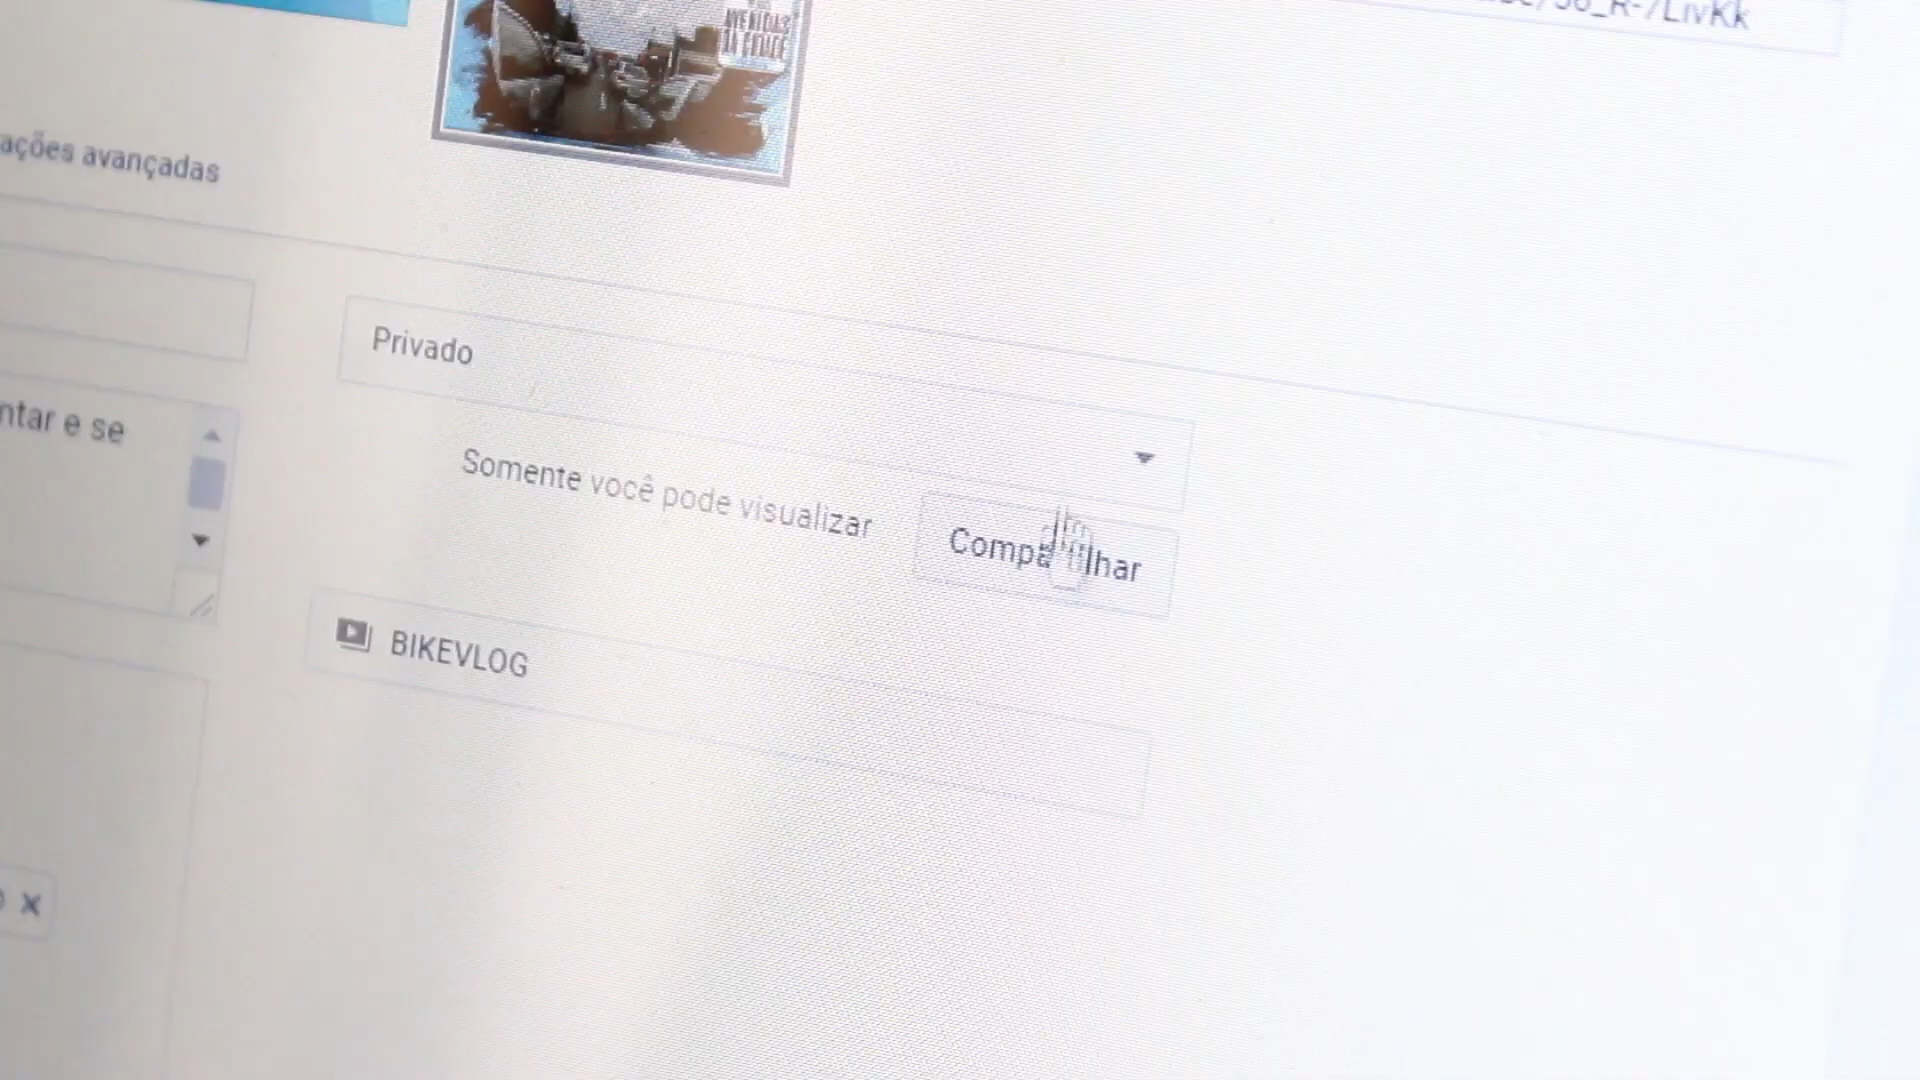 ações avançadas
Privado
ntar e se
Somente você pode visualizar
Compartilhar
BIKEVLOG